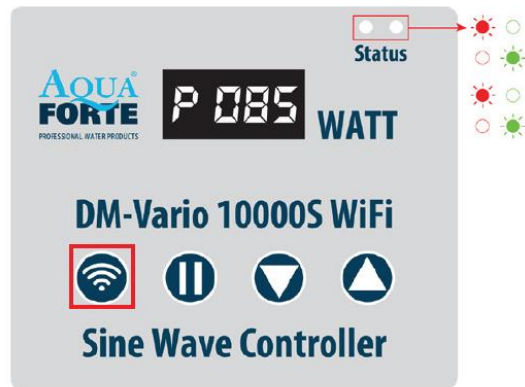 Status
AQUA
FORTE
PROFESSIONAL WATER PRODUCTS
P 085
WATT
DM-Vario 10000S WiFi
Sine Wave Controller